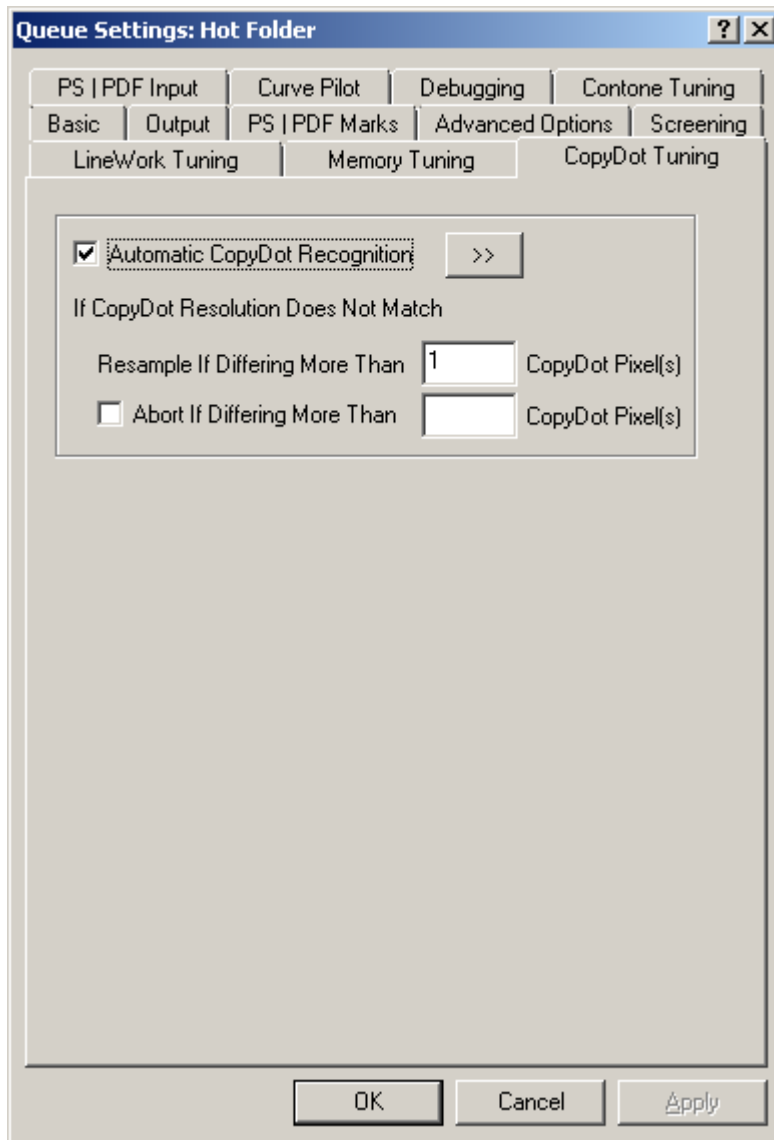 Queue Settings: Hot Folder
PS | PDF Input Curve Pilot Debugging Contone Tuning
Basic Output PS | PDF Marks Advanced Options Screening
LineWork Tuning Memory Tuning CopyDot Tuning
Automatic CopyDot Recognition >>
If CopyDot Resolution Does Not Match
Resample If Differing More Than 1 CopyDot Pixel(s)
Abort If Differing More Than CopyDot Pixel(s)
OK Cancel Apply